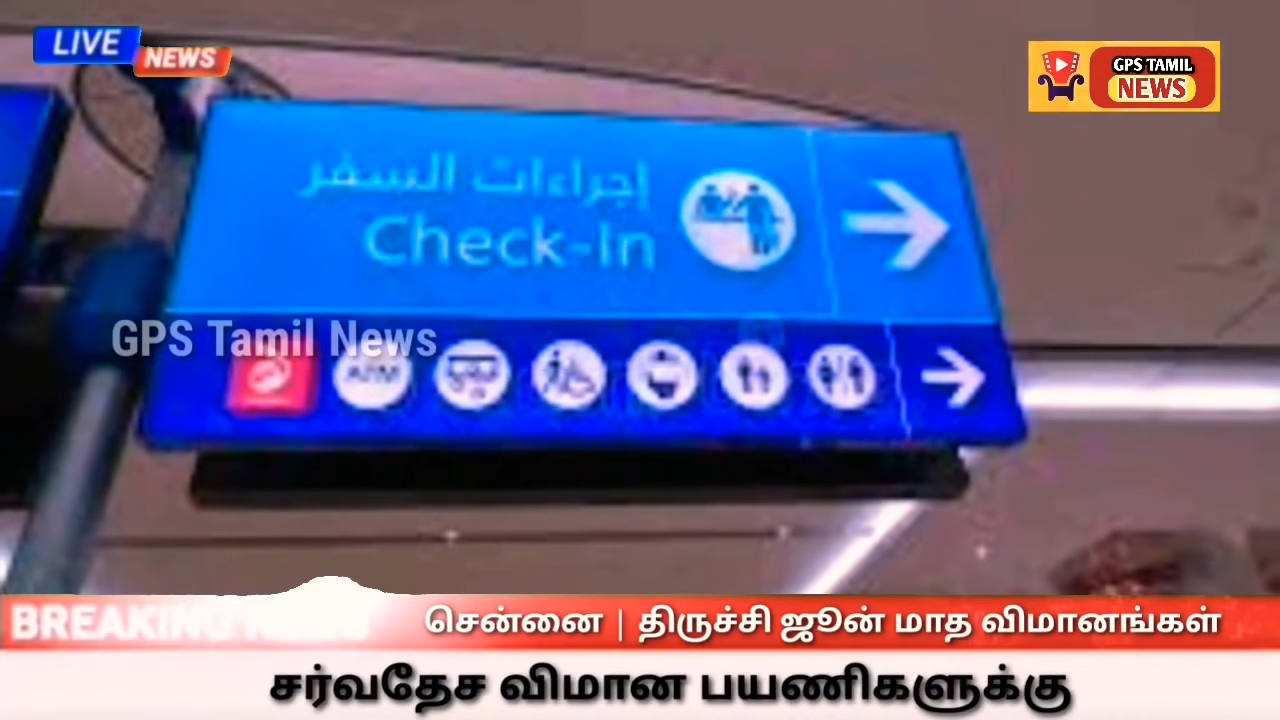 LIVE
NEWS
GPS TAMIL
NEWS
إجراءات السفر
Check-In
GPS Tamil News
ATM
BREAKING NEWS
சென்னை | திருச்சி ஜூன் மாத விமானங்கள்
சர்வதேச விமான பயணிகளுக்கு